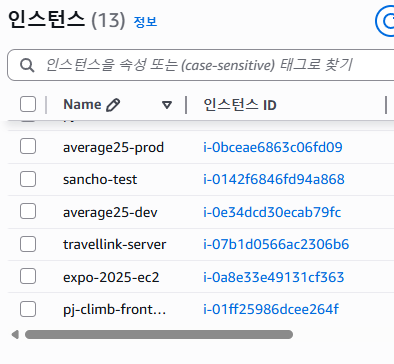 인스턴스 (13) 정보
인스턴스을 속성 또는 (case-sensitive) 태그로 찾기
Name 인스턴스 ID
average25-prod i-0bceae6863c06fd09
sancho-test i-0142f6846fd94a868
average25-dev i-0e34dcd30ecab79fc
travellink-server i-07b1d0566ac2306b6
expo-2025-ec2 i-0a8e33e49131cf363
pj-climb-front... i-01ff25986dcee264f